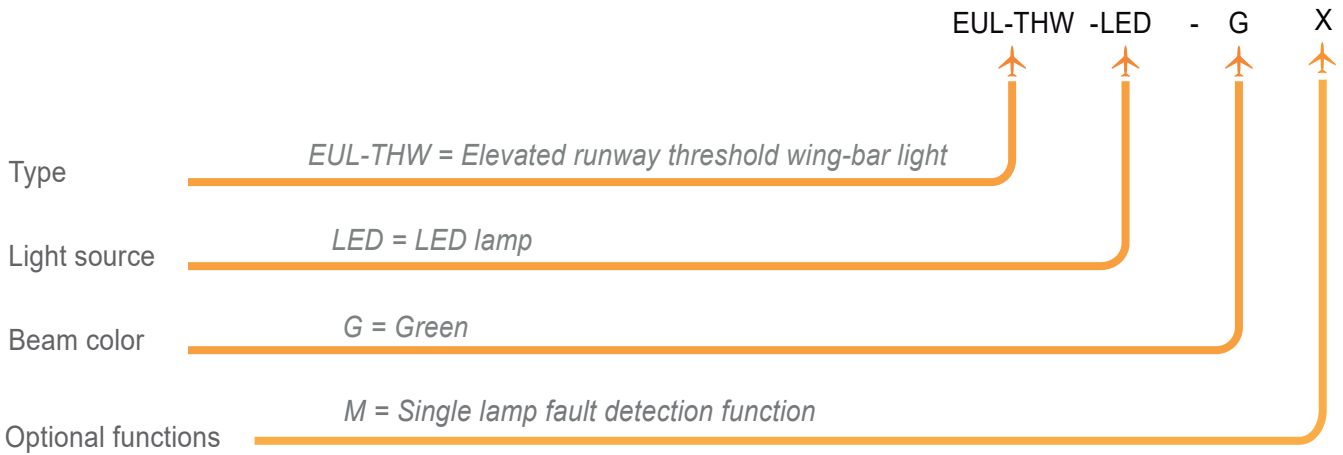 EUL-THW -LED - G X
EUL-THW = Elevated runway threshold wing-bar light
Type
LED = LED lamp
Light source
G = Green
Beam color
M = Single lamp fault detection function
Optional functions